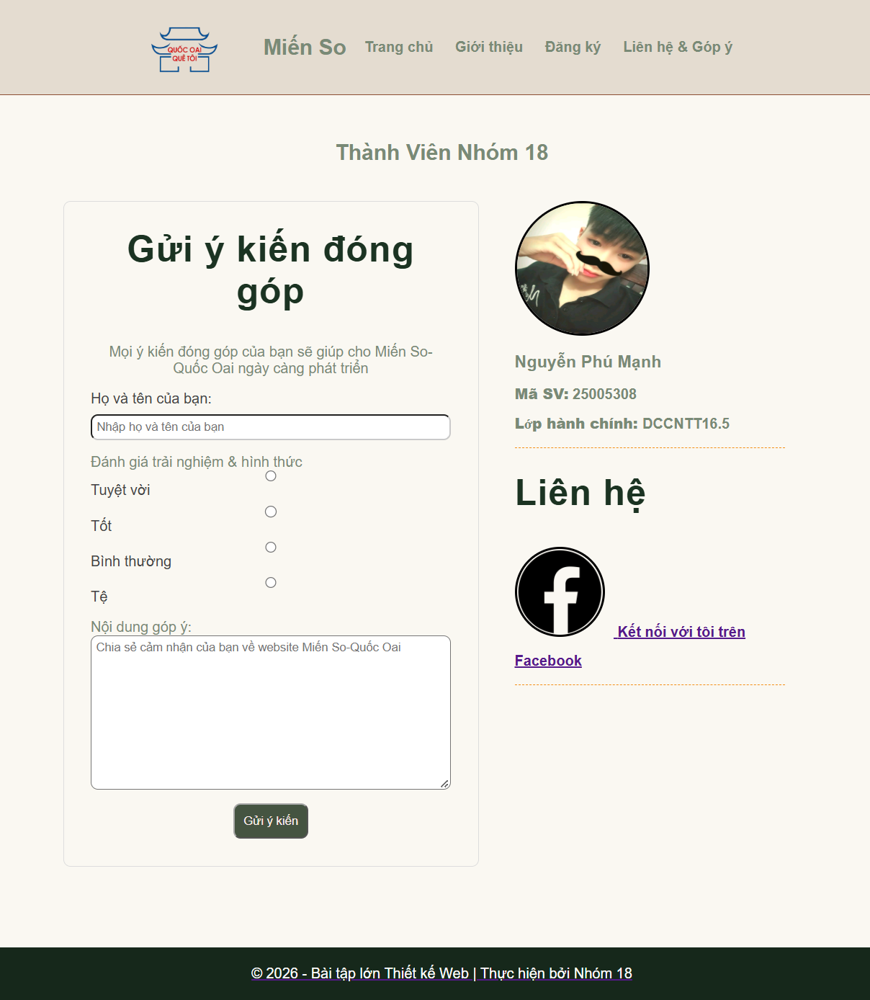 QUỐC OAI
QUÊ TÔI
Miến So
Trang chủ
Giới thiệu
Đăng ký
Liên hệ & Góp ý
Thành Viên Nhóm 18
Gửi ý kiến đóng
góp
Mọi ý kiến đóng góp của bạn sẽ giúp cho Miến So-
Quốc Oai ngày càng phát triển
Họ và tên của bạn:
Nhập họ và tên của bạn
Đánh giá trải nghiệm & hình thức
Tuyệt vời
Tốt
Bình thường
Tệ
Nội dung góp ý:
Chia sẻ cảm nhận của bạn về website Miến So-Quốc Oai
Gửi ý kiến
Nguyễn Phú Mạnh
Mã SV: 25005308
Lớp hành chính: DCCNTT16.5
Liên hệ
Kết nối với tôi trên
Facebook
© 2026 - Bài tập lớn Thiết kế Web | Thực hiện bởi Nhóm 18